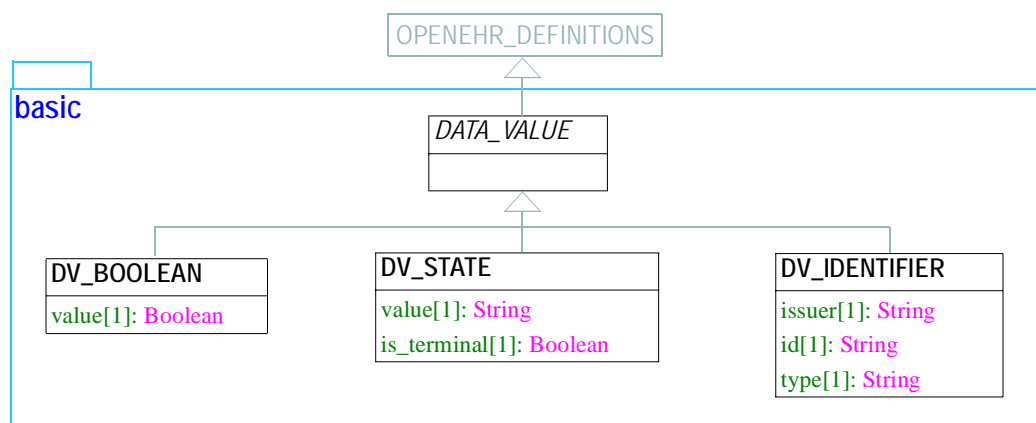 OPENEHR_DEFINITIONS
basic
DATA_VALUE
DV_BOOLEAN
value[1]: Boolean
DV_STATE
value[1]: String
is_terminal[1]: Boolean
DV_IDENTIFIER
issuer[1]: String
id[1]: String
type[1]: String